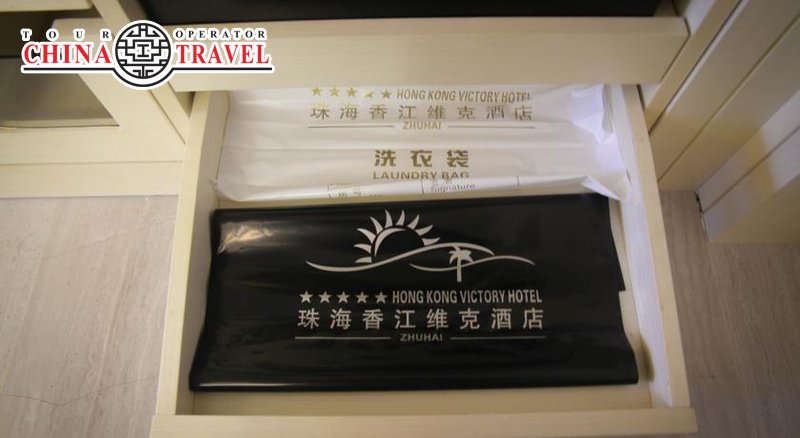 TOUR OPERATOR
CHINA TRAVEL
★★★★★ HONG KONG VICTORY HOTEL
珠海香江维克酒店
ZHUHAI
洗衣袋
LAUNDRY BAG
Signature
★★★★★ HONG KONG VICTORY HOTEL
珠海香江维克酒店
ZHUHAI